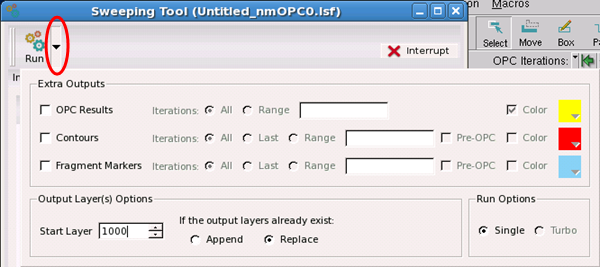 Sweeping Tool (Untitled_nmOPC0.lsf)
Macros
Run
Interrupt
Select Move Box
OPC Iterations:
Extra Outputs
OPC Results Iterations: All Range Color
Contours Iterations: All Last Range Pre-OPC Color
Fragment Markers Iterations: All Last Range Pre-OPC Color
Output Layer(s) Options
Start Layer 1000
If the output layers already exist:
Append Replace
Run Options
Single Turbo